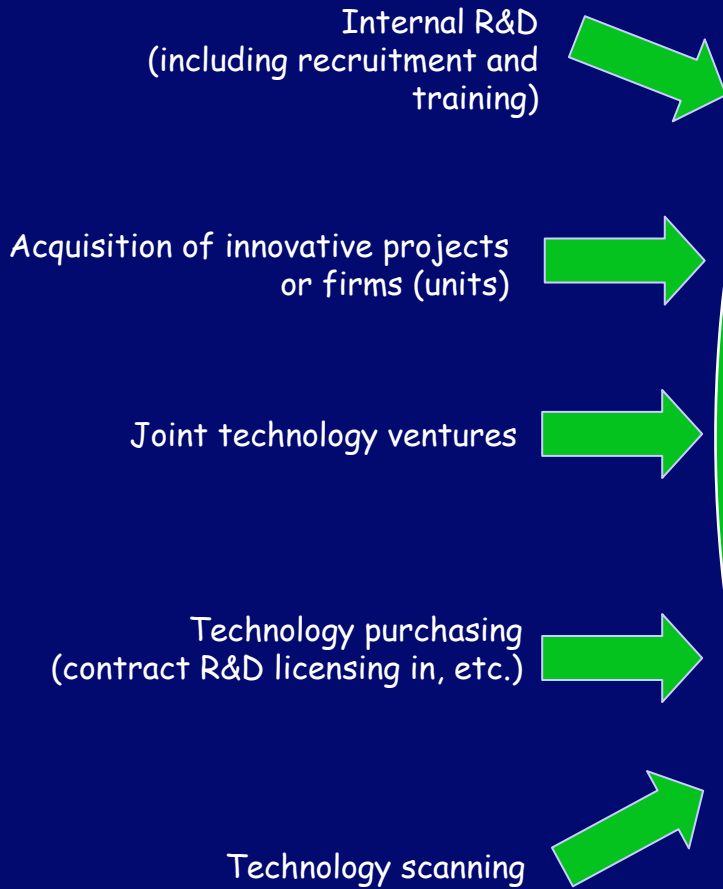 Internal R&D
(including recruitment and
training)
Acquisition of innovative projects
or firms (units)
Joint technology ventures
Technology purchasing
(contract R&D licensing in, etc.)
Technology scanning